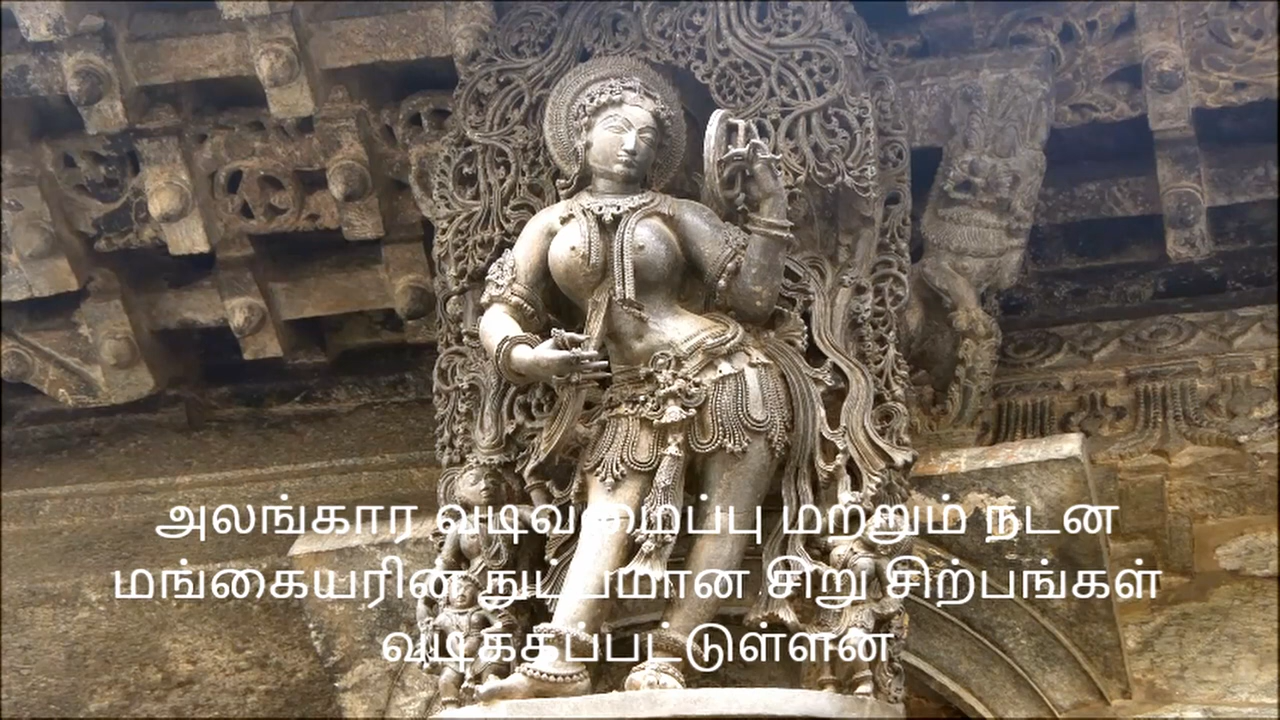 அலங்கார வடிவமைப்பு மற்றும் நடன
மங்கையரின் நுட்பமான சிறு சிற்பங்கள்
வடிக்கப்பட்டுள்ளன